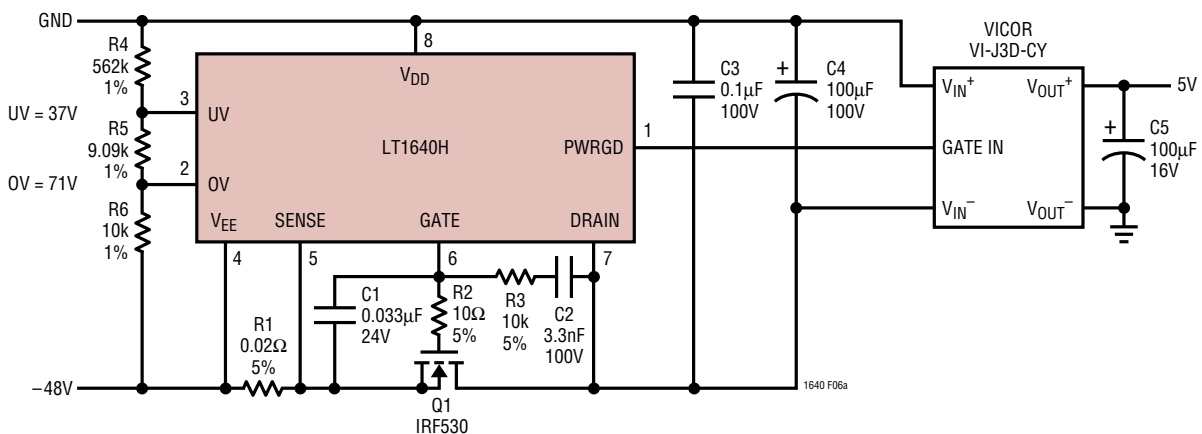 GND
R4
562k
1%
UV = 37V
R5
9.09k
1%
OV = 71V
R6
10k
1%
−48V
8
VDD
3
UV
2
OV
LT1640H
PWRGD
1
VEE
SENSE
GATE
DRAIN
4
5
6
7
R1
0.02Ω
5%
C1
0.033µF
24V
R2
10Ω
5%
R3
10k
5%
C2
3.3nF
100V
Q1
IRF530
C3
0.1µF
100V
+
C4
100µF
100V
1640 F06a
VICOR
VI-J3D-CY
VIN+
VOUT+
GATE IN
VIN−
VOUT−
5V
+
C5
100µF
16V